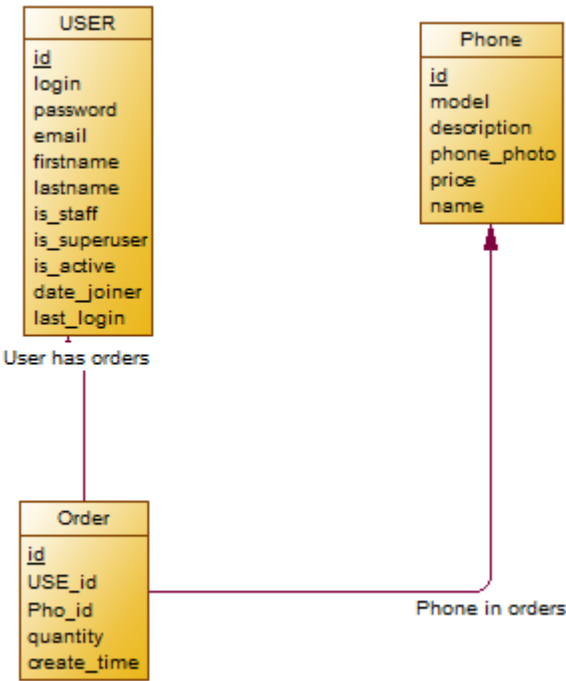 USER
id
login
password
email
firstname
lastname
is_staff
is_superuser
is_active
date_joiner
last_login
User has orders
Phone
id
model
description
phone_photo
price
name
Order
id
USE_id
Pho_id
quantity
create_time
Phone in orders